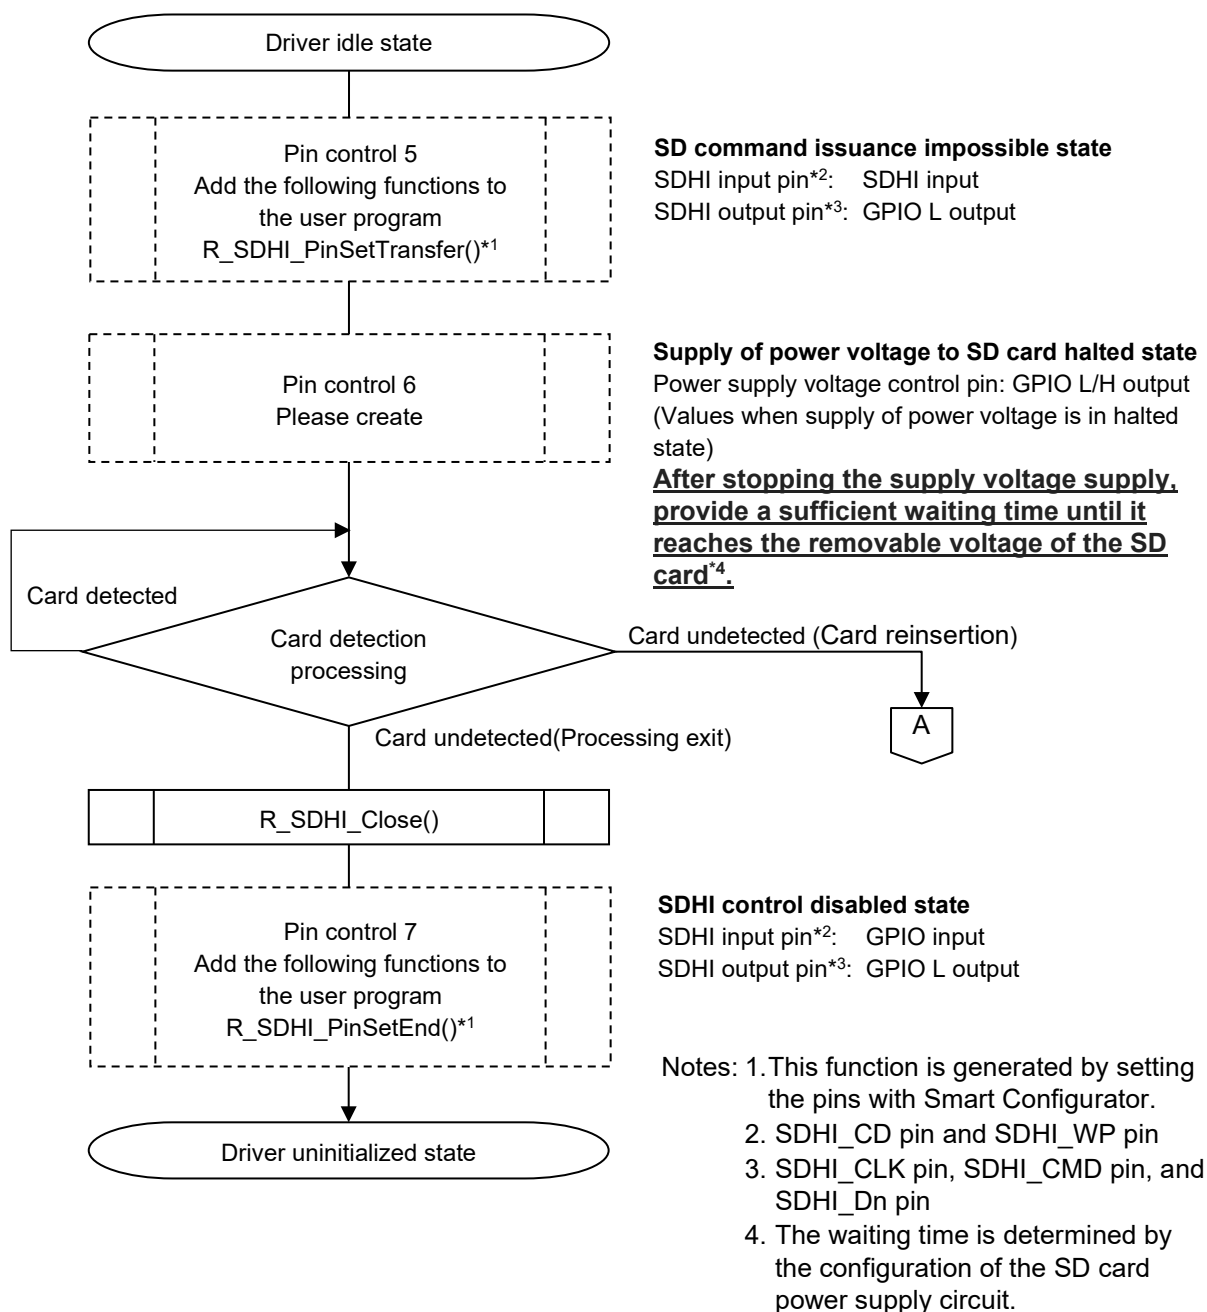 Driver idle state
Pin control 5
Add the following functions to
the user program
R_SDHI_PinSetTransfer()*1
SD command issuance impossible state
SDHI input pin*2: SDHI input
SDHI output pin*3: GPIO L output
Pin control 6
Please create
Supply of power voltage to SD card halted state
Power supply voltage control pin: GPIO L/H output
(Values when supply of power voltage is in halted
state)
After stopping the supply voltage supply,
provide a sufficient waiting time until it
reaches the removable voltage of the SD
card*4.
Card detected
Card detection
processing
Card undetected (Card reinsertion)
A
Card undetected(Processing exit)
R_SDHI_Close()
Pin control 7
Add the following functions to
the user program
R_SDHI_PinSetEnd()*1
SDHI control disabled state
SDHI input pin*2: GPIO input
SDHI output pin*3: GPIO L output
Driver uninitialized state
Notes: 1.This function is generated by setting
the pins with Smart Configurator.
2. SDHI_CD pin and SDHI_WP pin
3. SDHI_CLK pin, SDHI_CMD pin, and
SDHI_Dn pin
4. The waiting time is determined by
the configuration of the SD card
power supply circuit.